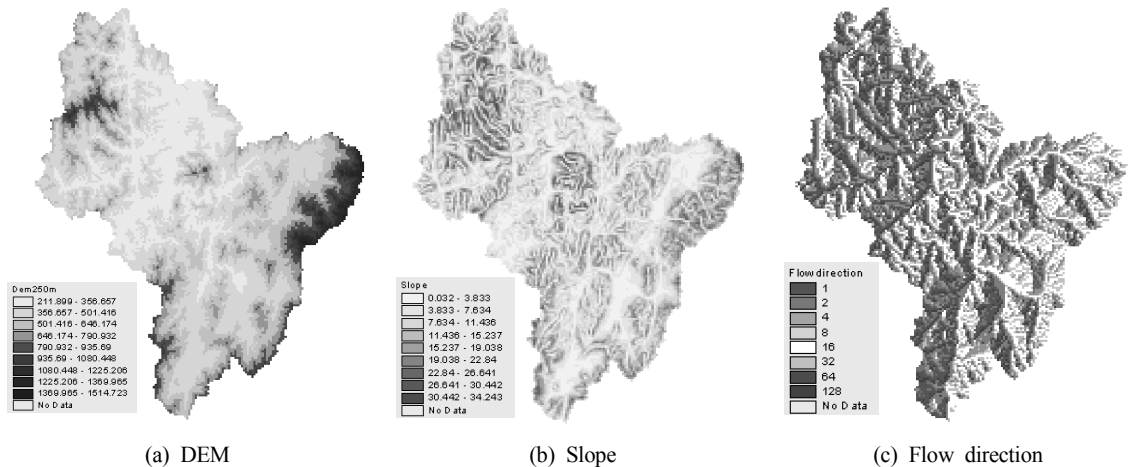 Dem250m
211.899 - 356.657
356.657 - 501.416
501.416 - 646.174
646.174 - 790.932
790.932 - 935.69
935.69 - 1080.448
1080.448 - 1225.206
1225.206 - 1369.965
1369.965 - 1514.723
No Data
Slope
0.032 - 3.833
3.833 - 7.634
7.634 - 11.436
11.436 - 15.237
15.237 - 19.038
19.038 - 22.84
22.84 - 26.641
26.641 - 30.442
30.442 - 34.243
No Data
Flow direction
1
2
4
8
16
32
64
128
No Data
(a) DEM
(b) Slope
(c) Flow direction